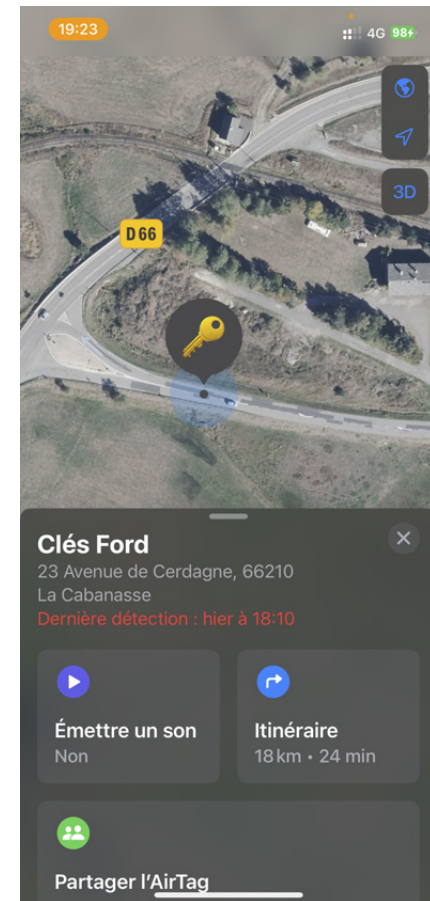 19:23
4G 98
3D
D66
Clés Ford
23 Avenue de Cerdagne, 66210
La Cabanasse
Dernière détection : hier à 18:10
Émettre un son
Non
Itinéraire
18 km • 24 min
Partager l’AirTag